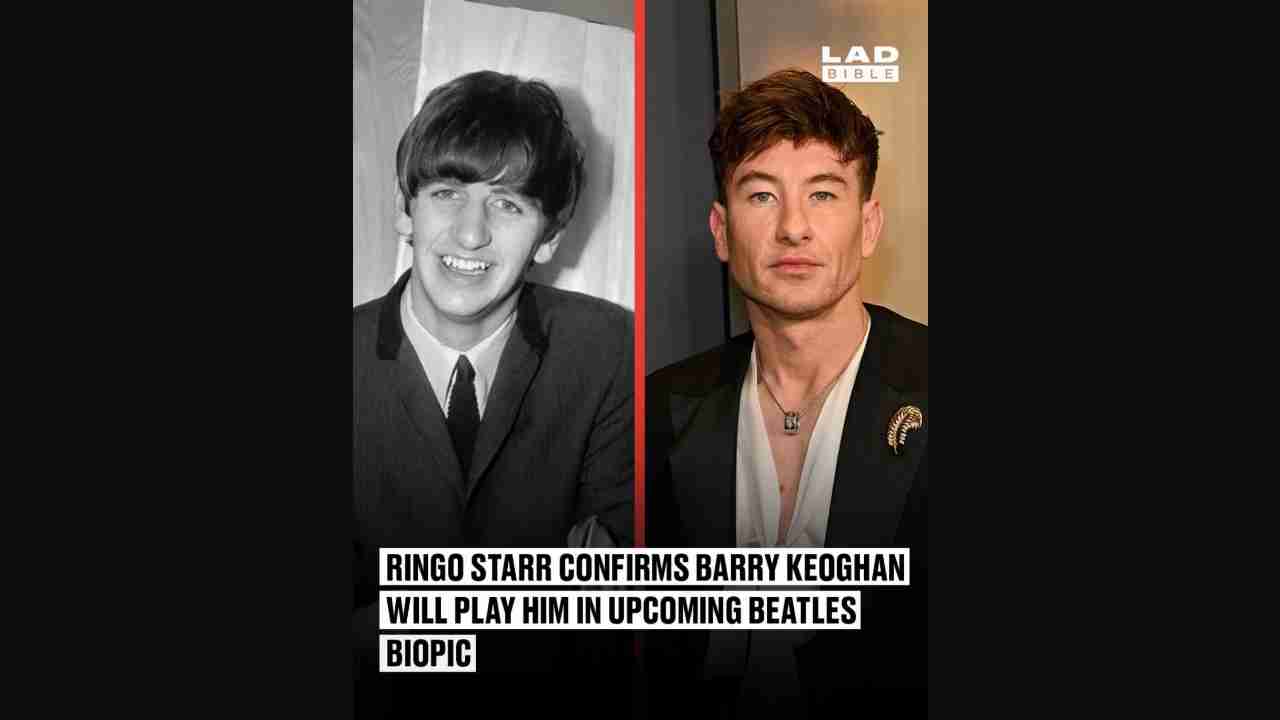 LAD
BIBLE
RINGO STARR CONFIRMS BARRY KEOGHAN
WILL PLAY HIM IN UPCOMING BEATLES
BIOPIC